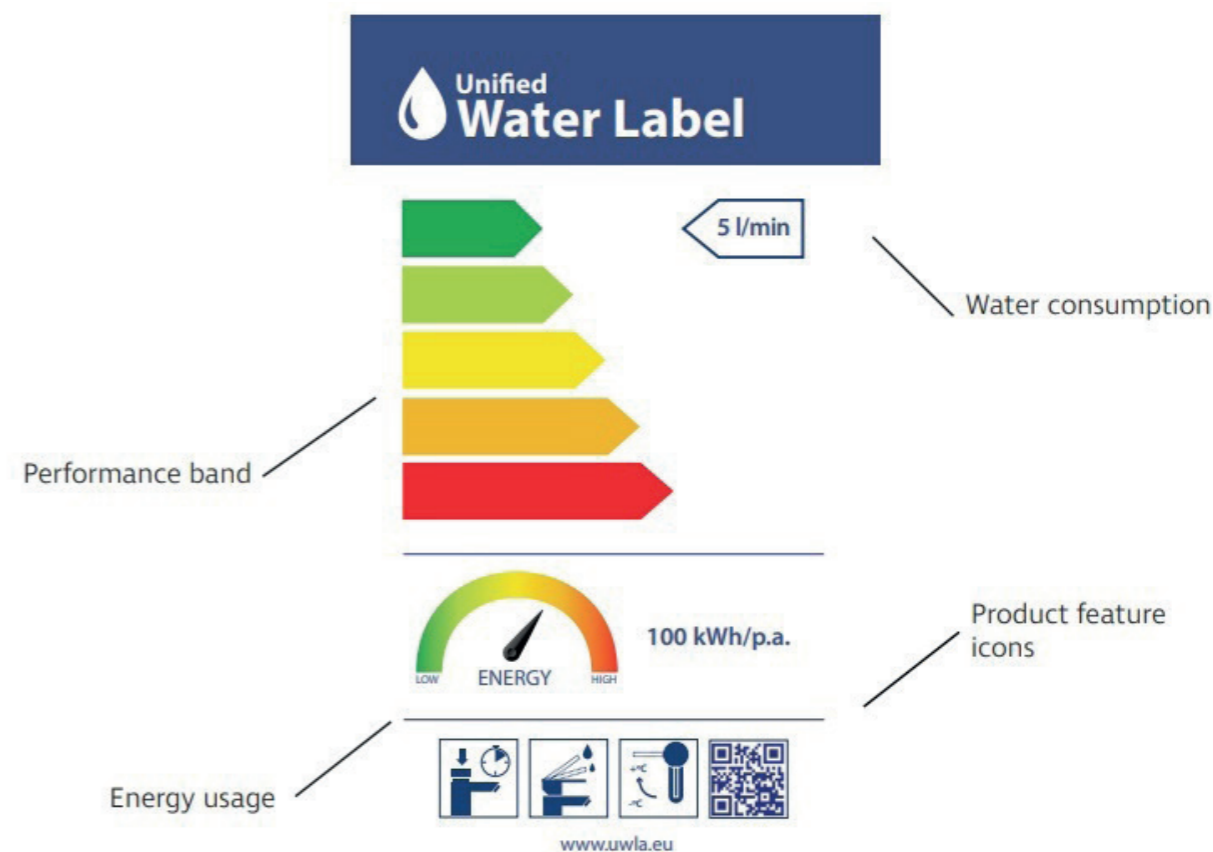 Unified
Water Label
5 l/min
Water consumption
Performance band
100 kWh/p.a.
LOW
ENERGY
HIGH
Product feature
icons
+°C
-°C
Energy usage
www.uwla.eu